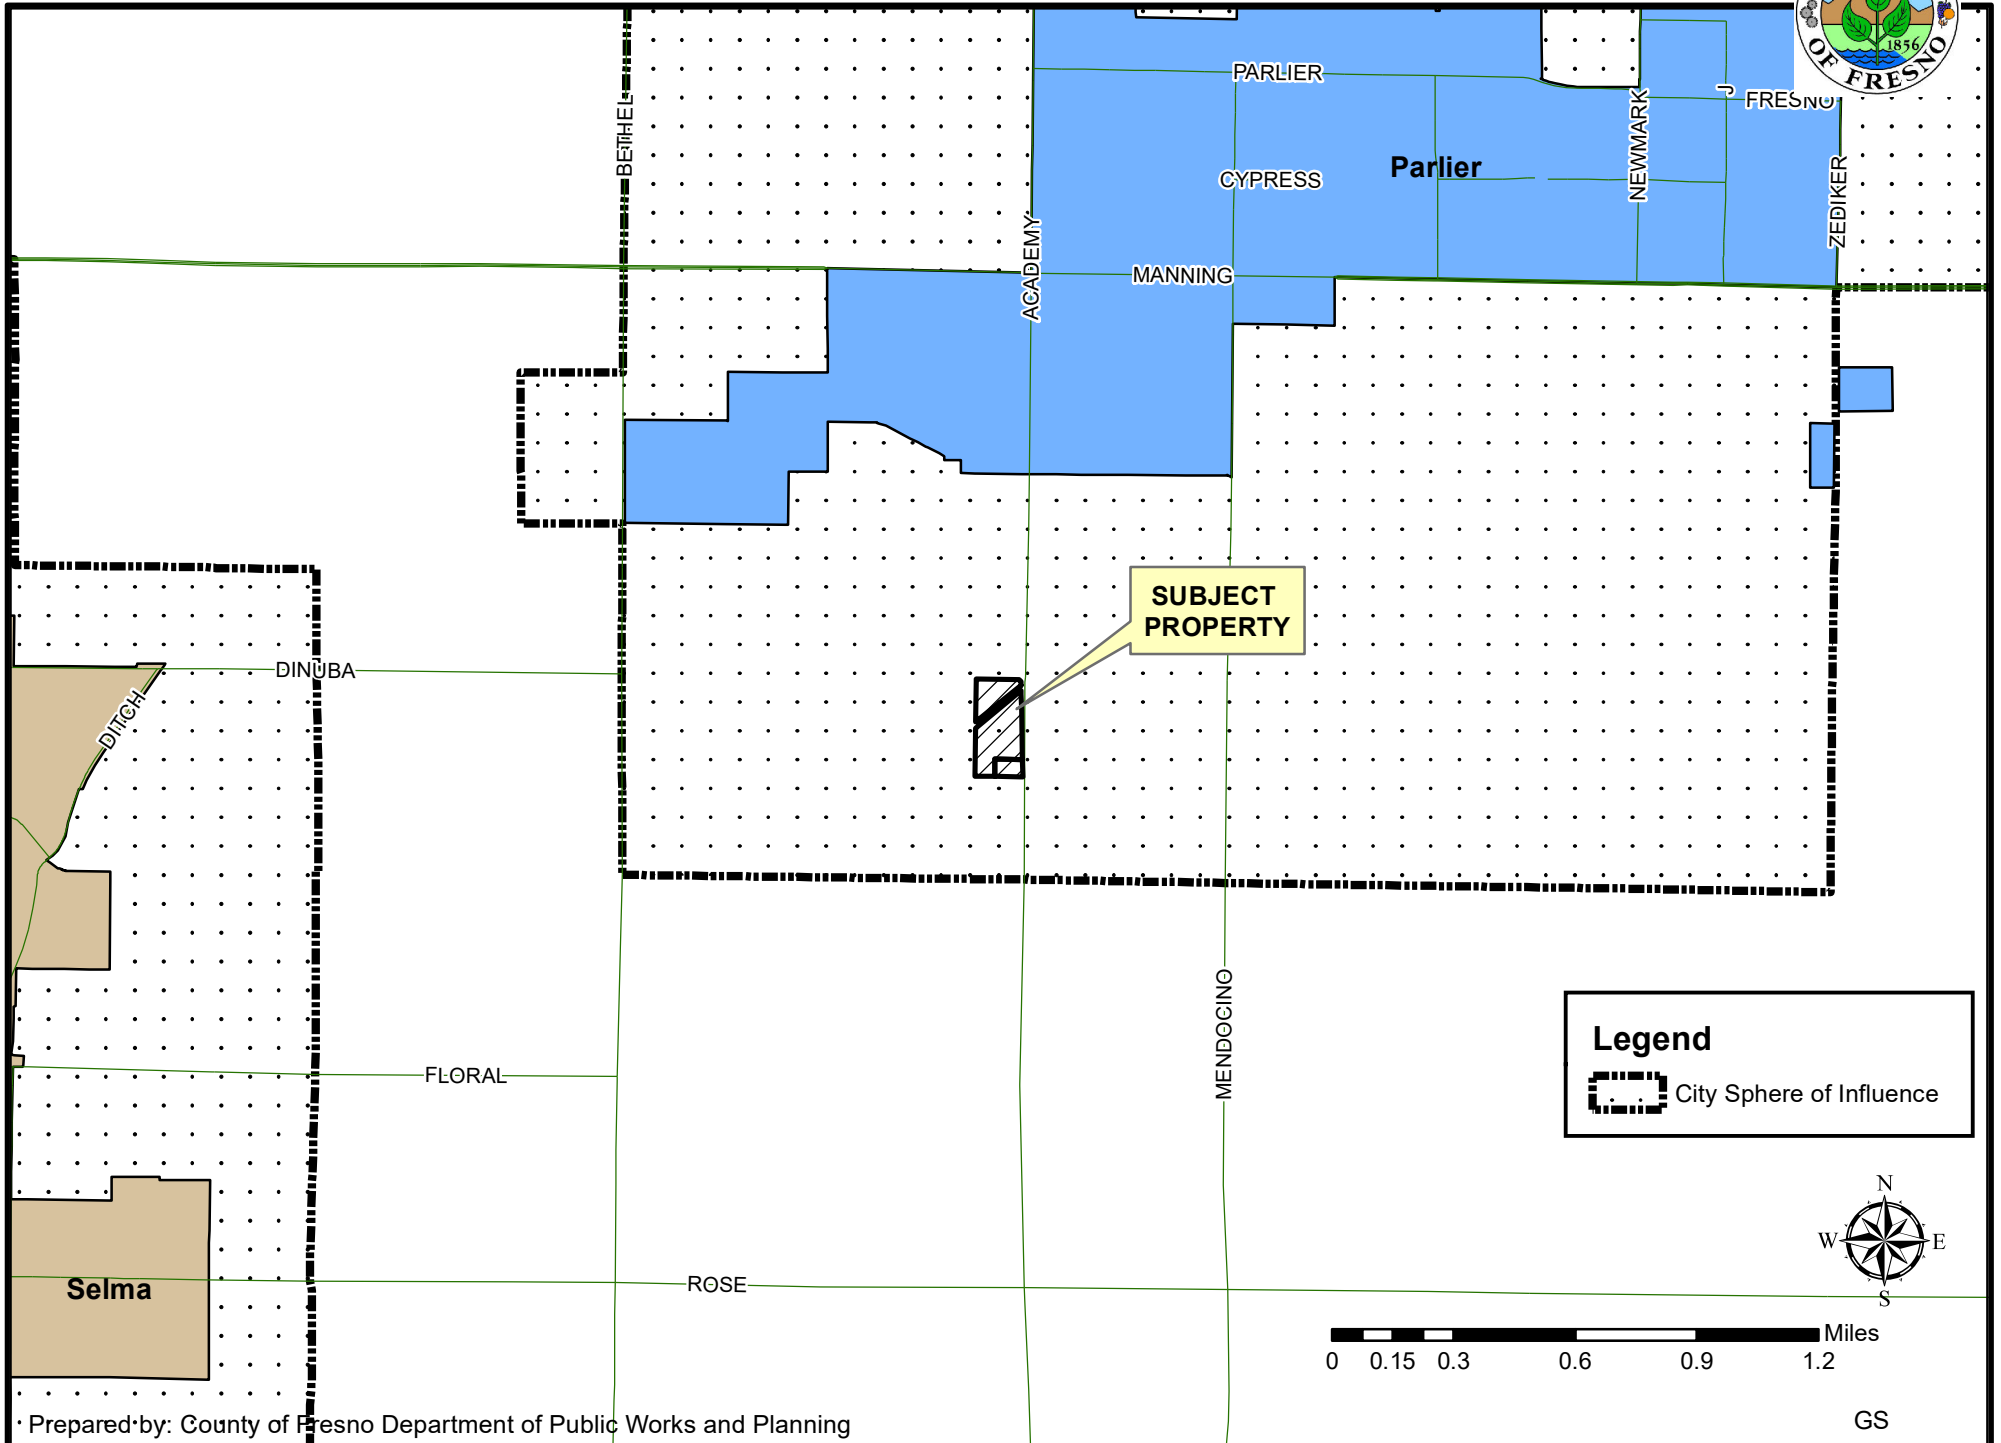 1856
OF FRESNO
PARLIER
FRESNO
J
BETHEL
NEWMARK
Parlier
CYPRESS
ZEDIKER
ACADEMY
MANNING
SUBJECT
PROPERTY
DINUBA
DITCH
MENDOCINO
Legend
City Sphere of Influence
FLORAL
N
W
E
S
Selma
ROSE
Miles
0 0.15 0.3 0.6 0.9 1.2
Prepared by: County of Fresno Department of Public Works and Planning
GS